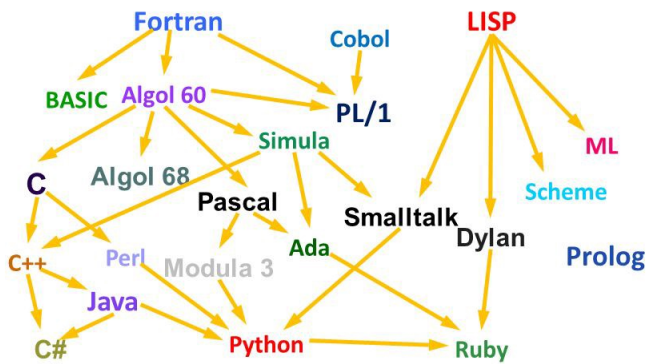 Fortran
Cobol
LISP
BASIC
Algol 60
PL/1
Simula
ML
C
Algol 68
Pascal
Scheme
Smalltalk
Dylan
Prolog
C++
Perl
Modula 3
Ada
Java
C#
Python
Ruby